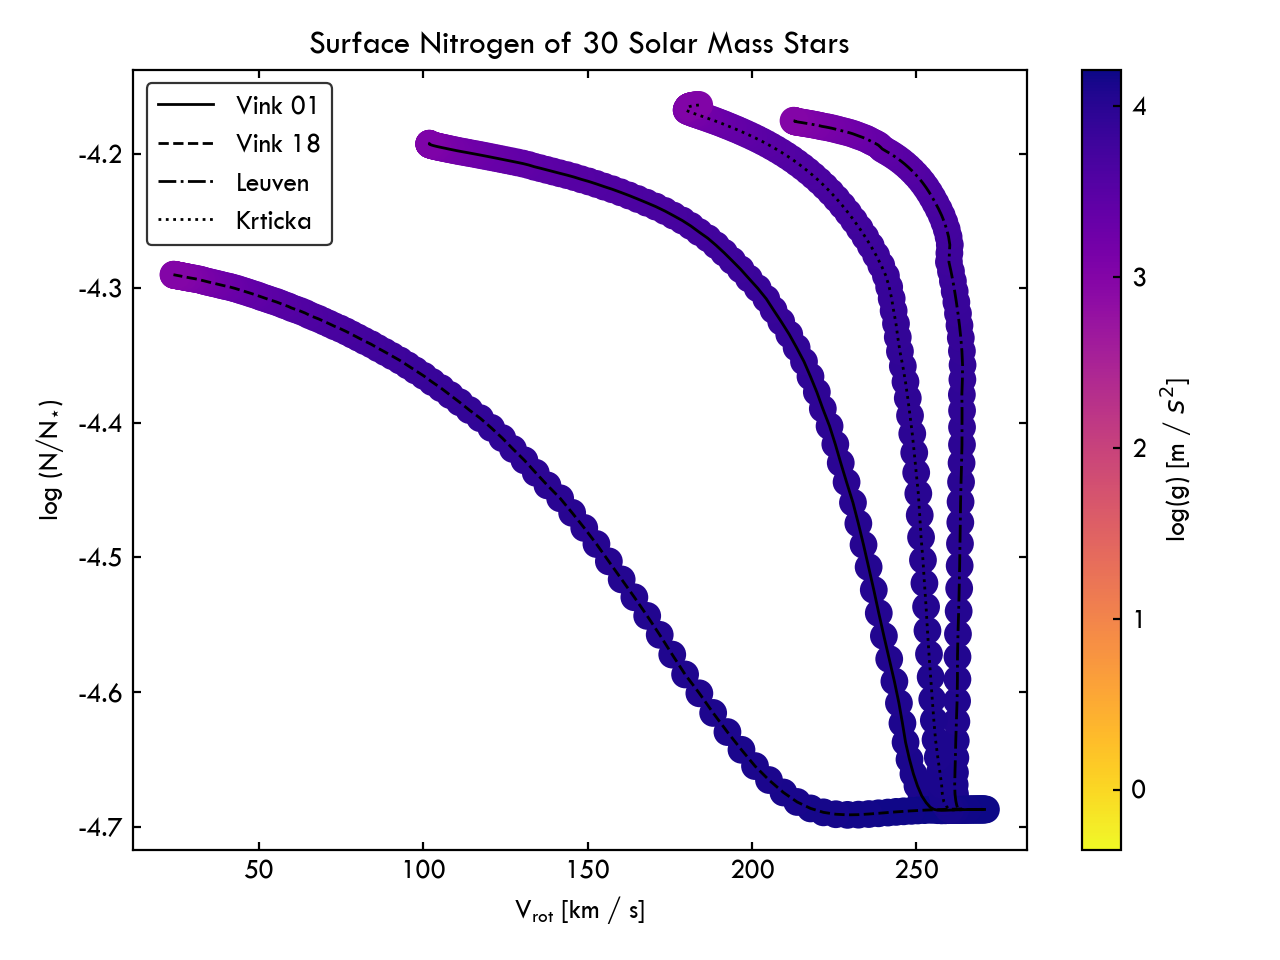 Surface Nitrogen of 30 Solar Mass Stars
Vink 01
Vink 18
Leuven
Krticka
-4.2
-4.3
-4.4
-4.5
-4.6
-4.7
log (N/N⋆)
50
100
150
200
250
V_rot [km / s]
4
3
2
1
0
log(g) [m / s²]